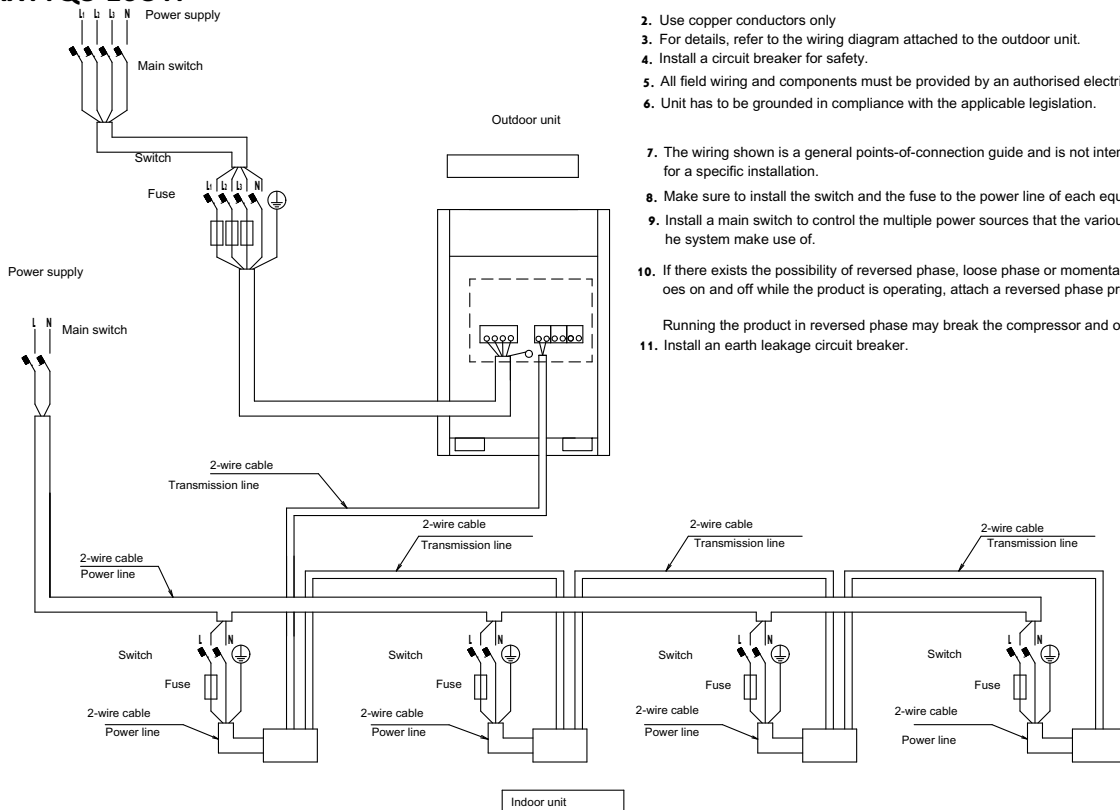 L₁ L₂ L₃ N
Power supply
Main switch
Switch
Fuse
L₁ L₂ L₃ N
Outdoor unit
Power supply
L N
Main switch
2. Use copper conductors only
3. For details, refer to the wiring diagram attached to the outdoor unit.
4. Install a circuit breaker for safety.
5. All field wiring and components must be provided by an authorised
6. Unit has to be grounded in compliance with the applicable legislation.
7. The wiring shown is a general points-of-connection guide and is not
for a specific installation.
8. Make sure to install the switch and the fuse to the power line of each
9. Install a main switch to control the multiple power sources that the
he system make use of.
10. If there exists the possibility of reversed phase, loose phase or
oes on and off while the product is operating, attach a reversed phase
Running the product in reversed phase may break the compressor and
11. Install an earth leakage circuit breaker.
2-wire cable
Transmission line
2-wire cable
Transmission line
2-wire cable
Transmission line
2-wire cable
Transmission line
2-wire cable
Power line
L N
Switch
Fuse
2-wire cable
Power line
L N
Switch
Fuse
2-wire cable
Power line
L N
Switch
Fuse
2-wire cable
Power line
L N
Switch
Fuse
2-wire cable
Power line
Indoor unit